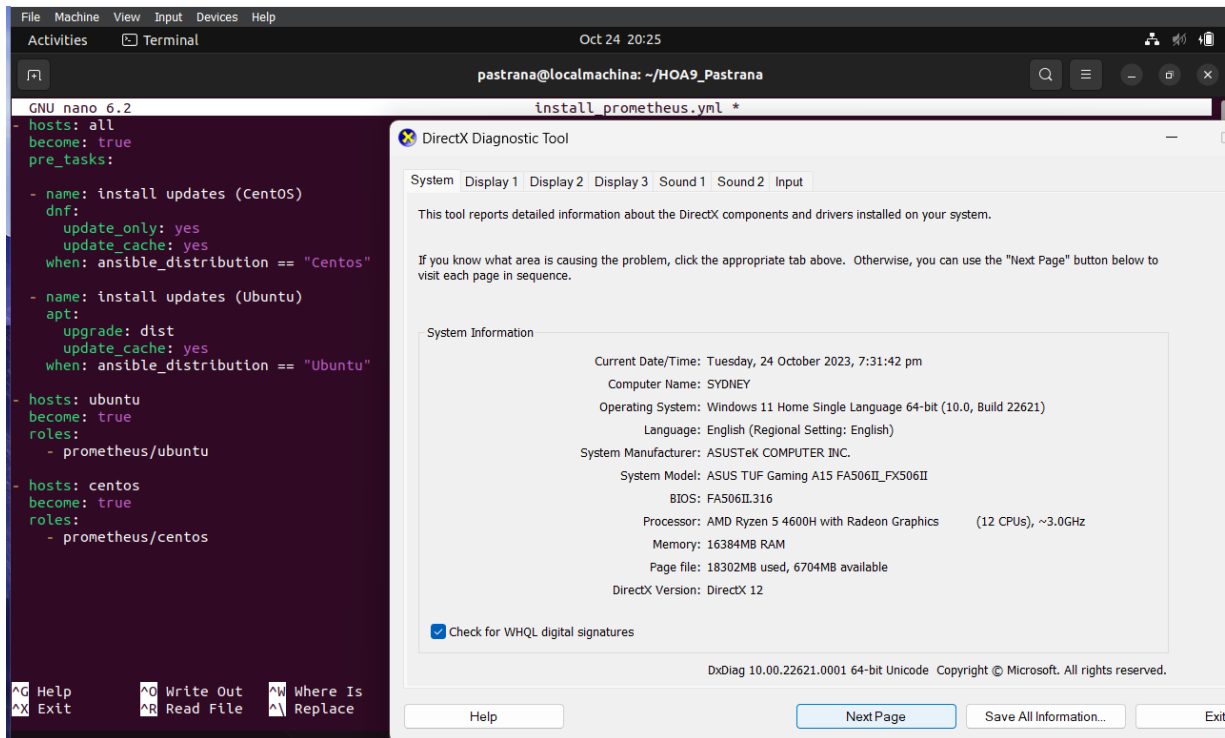 File Machine View Input Devices Help
Activities Terminal Oct 24 20:25
pastrana@localmachina: ~/HOA9_Pastrana
GNU nano 6.2 install_prometheus.yml *
- hosts: all
become: true
pre_tasks:
- name: install updates (CentOS)
dnf:
update_only: yes
update_cache: yes
when: ansible_distribution == "Centos"
- name: install updates (Ubuntu)
apt:
upgrade: dist
update_cache: yes
when: ansible_distribution == "Ubuntu"
- hosts: ubuntu
become: true
roles:
- prometheus/ubuntu
- hosts: centos
become: true
roles:
- prometheus/centos
^G Help ^O Write Out ^W Where Is
^X Exit ^R Read File ^\ Replace
DirectX Diagnostic Tool
System Display 1 Display 2 Display 3 Sound 1 Sound 2 Input
This tool reports detailed information about the DirectX components and drivers installed on your system.
If you know what area is causing the problem, click the appropriate tab above. Otherwise, you can use the "Next Page" button below to
visit each page in sequence.
System Information
Current Date/Time: Tuesday, 24 October 2023, 7:31:42 pm
Computer Name: SYDNEY
Operating System: Windows 11 Home Single Language 64-bit (10.0, Build 22621)
Language: English (Regional Setting: English)
System Manufacturer: ASUSTeK COMPUTER INC.
System Model: ASUS TUF Gaming A15 FA506II_FX506II
BIOS: FA506II.316
Processor: AMD Ryzen 5 4600H with Radeon Graphics (12 CPUs), ~3.0GHz
Memory: 16384MB RAM
Page file: 18302MB used, 6704MB available
DirectX Version: DirectX 12
Check for WHQL digital signatures
DxDiag 10.00.22621.0001 64-bit Unicode Copyright © Microsoft. All rights reserved.
Help Next Page Save All Information... Exit